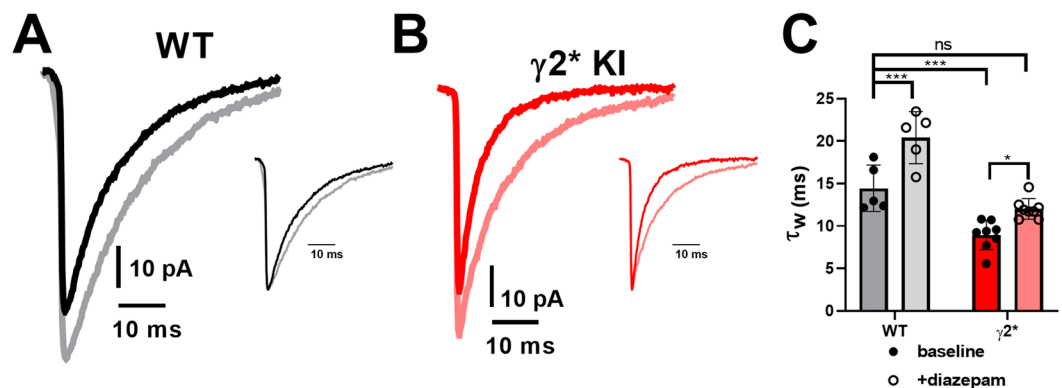 A
WT
10 pA
10 ms
10 ms
B
γ2* KI
10 pA
10 ms
10 ms
C
ns
***
***
*
25
20
15
10
5
0
τw (ms)
WT
γ2*
baseline
+diazepam